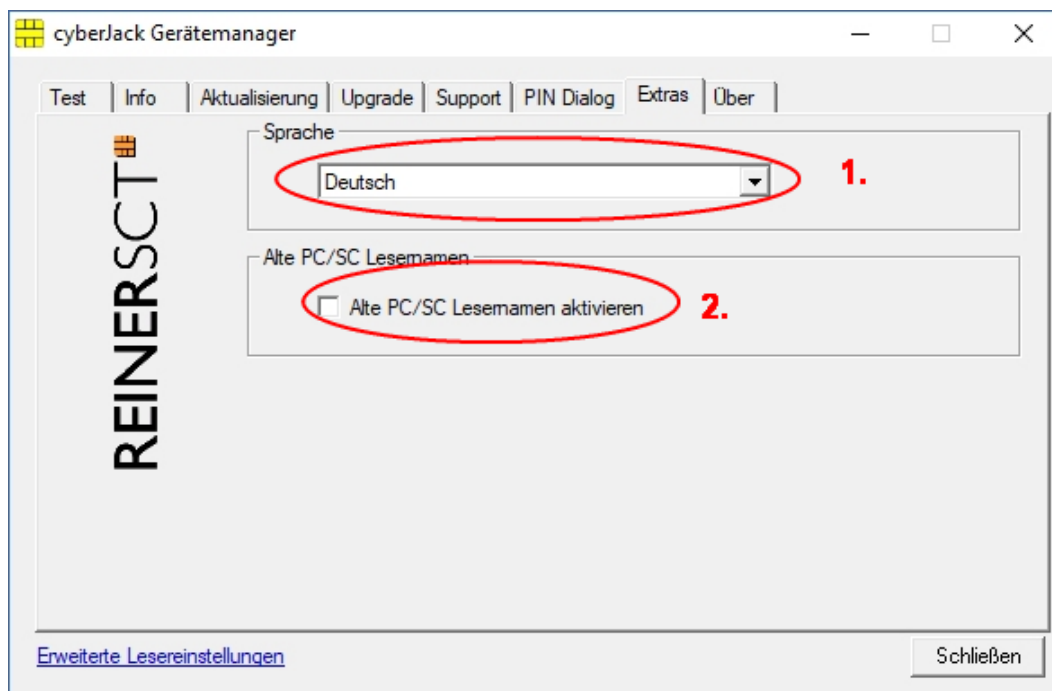 cyberJack Gerätemanager
Test Info Aktualisierung Upgrade Support PIN Dialog Extras Über
REINERSCT
Sprache
Deutsch
1.
Alte PC/SC Lesernamen
Alte PC/SC Lesernamen aktivieren
2.
Erweiterte Lesereinstellungen
Schließen